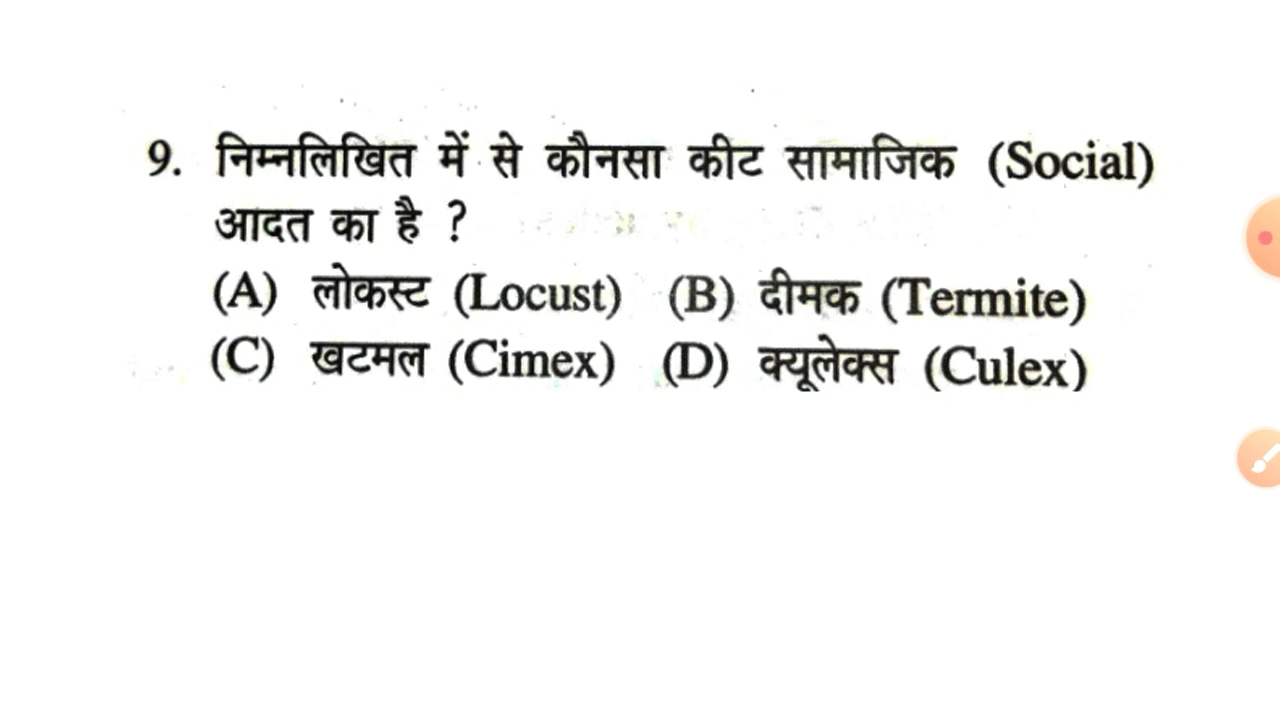 9. निम्नलिखित में से कौनसा कीट सामाजिक (Social)
आदत का है ?
(A) लोकस्ट (Locust) (B) दीमक (Termite)
(C) खटमल (Cimex) (D) क्यूलेक्स (Culex)